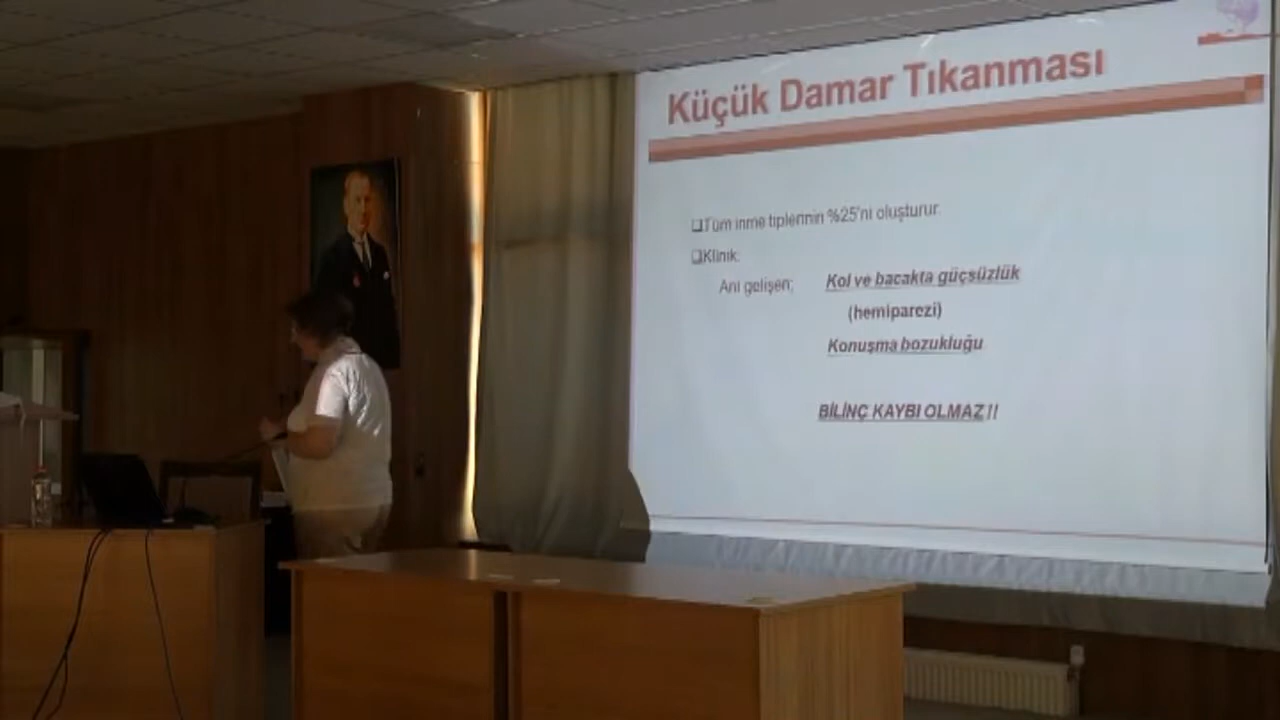 Küçük Damar Tıkanması
❑Tüm inme tiplerinin %25'ni oluşturur.
❑Klinik:
Ani gelişen; Kol ve bacakta güçsüzlük
(hemiparezi)
Konuşma bozukluğu
BİLİNÇ KAYBI OLMAZ!!